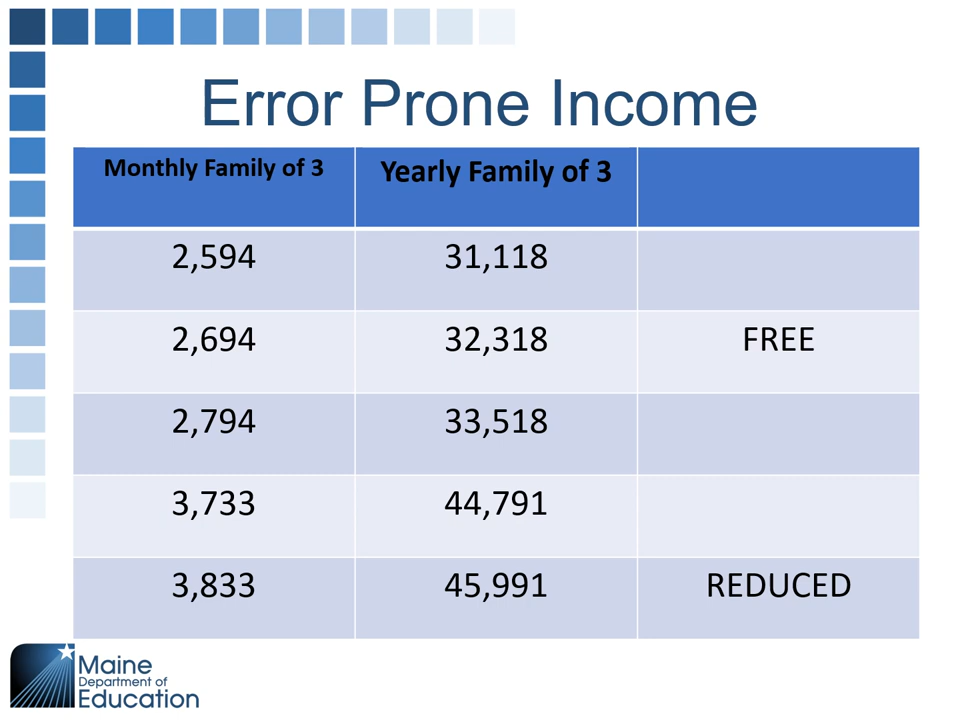 Error Prone Income
Monthly Family of 3 Yearly Family of 3
2,594 31,118
2,694 32,318 FREE
2,794 33,518
3,733 44,791
3,833 45,991 REDUCED
Maine
Department of
Education